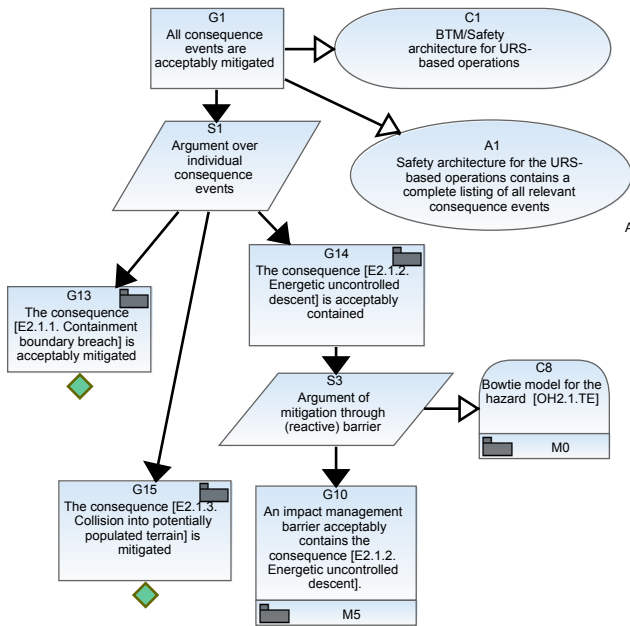 G1
All consequence
events are
acceptably mitigated
C1
BTM/Safety
architecture for URS-
based operations
S1
Argument over
individual
consequence
events
A1
Safety architecture for the URS-
based operations contains a
complete listing of all relevant
consequence events
A
G14
The consequence
[E2.1.2.
Energetic uncontrolled
descent] is acceptably
contained
G13
The consequence
[E2.1.1. Containment
boundary breach] is
acceptably mitigated
S3
Argument of
mitigation through
(reactive) barrier
C8
Bowtie model for the
hazard [OH2.1.TE]
M0
G15
The consequence [E2.1.3.
Collision into potentially
populated terrain] is
mitigated
G10
An impact management
barrier acceptably
contains the
consequence [E2.1.2.
Energetic uncontrolled
descent].
M5